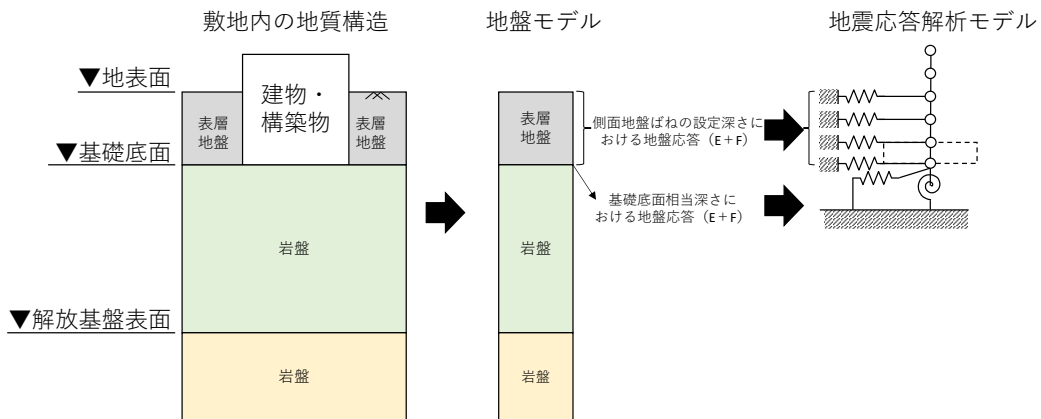 敷地内の地質構造
地盤モデル
地震応答解析モデル
▼地表面
建物・
構築物
表層
地盤
表層
地盤
▼基礎底面
岩盤
▼解放基盤表面
岩盤
表層
地盤
側面地盤ばねの設定深さに
おける地盤応答（E＋F）
基礎底面相当深さに
おける地盤応答（E＋F）
岩盤
岩盤